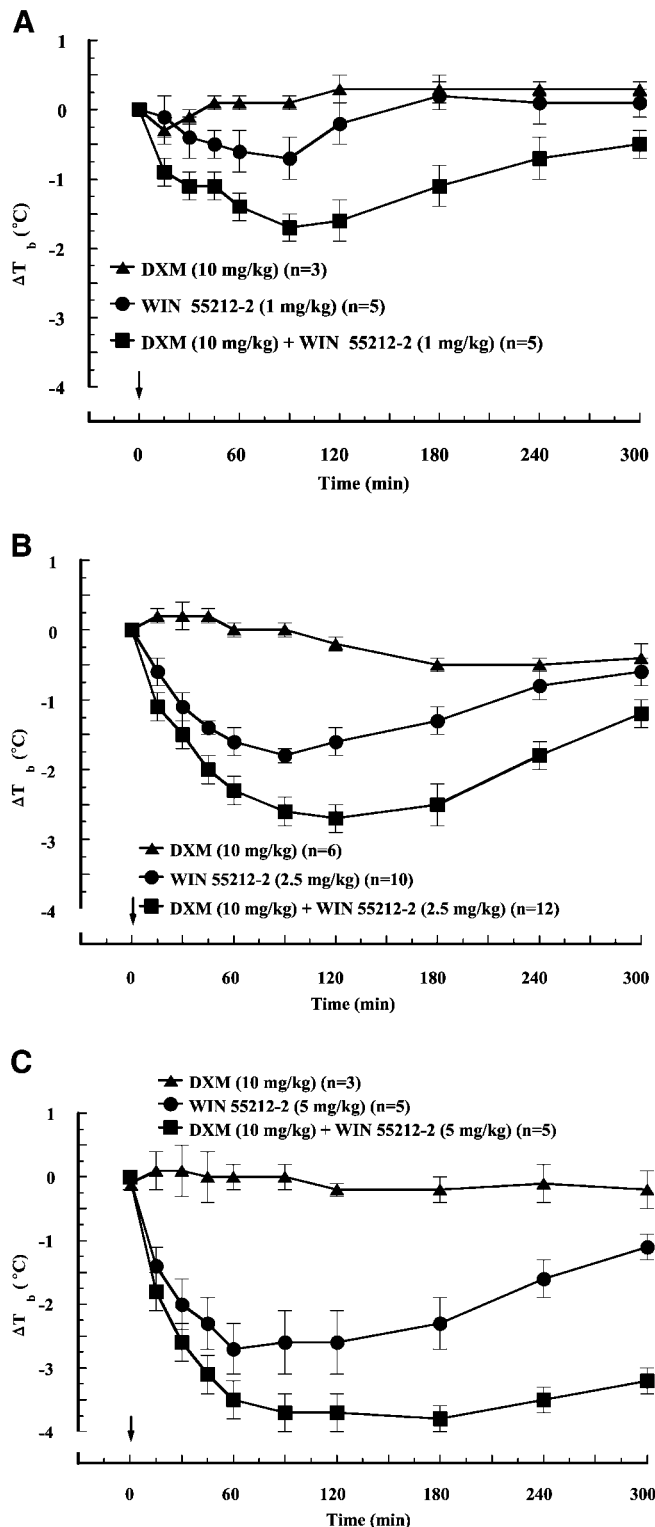 A
1
0
-1
-2
-3
-4
ΔT b (°C)
DXM (10 mg/kg) (n=3)
WIN 55212-2 (1 mg/kg) (n=5)
DXM (10 mg/kg) + WIN 55212-2 (1 mg/kg) (n=5)
0 60 120 180 240 300
Time (min)
B
1
0
-1
-2
-3
-4
ΔT b (°C)
DXM (10 mg/kg) (n=6)
WIN 55212-2 (2.5 mg/kg) (n=10)
DXM (10 mg/kg) + WIN 55212-2 (2.5 mg/kg) (n=12)
0 60 120 180 240 300
Time (min)
C
DXM (10 mg/kg) (n=3)
WIN 55212-2 (5 mg/kg) (n=5)
DXM (10 mg/kg) + WIN 55212-2 (5 mg/kg) (n=5)
1
0
-1
-2
-3
-4
ΔT b (°C)
0 60 120 180 240 300
Time (min)